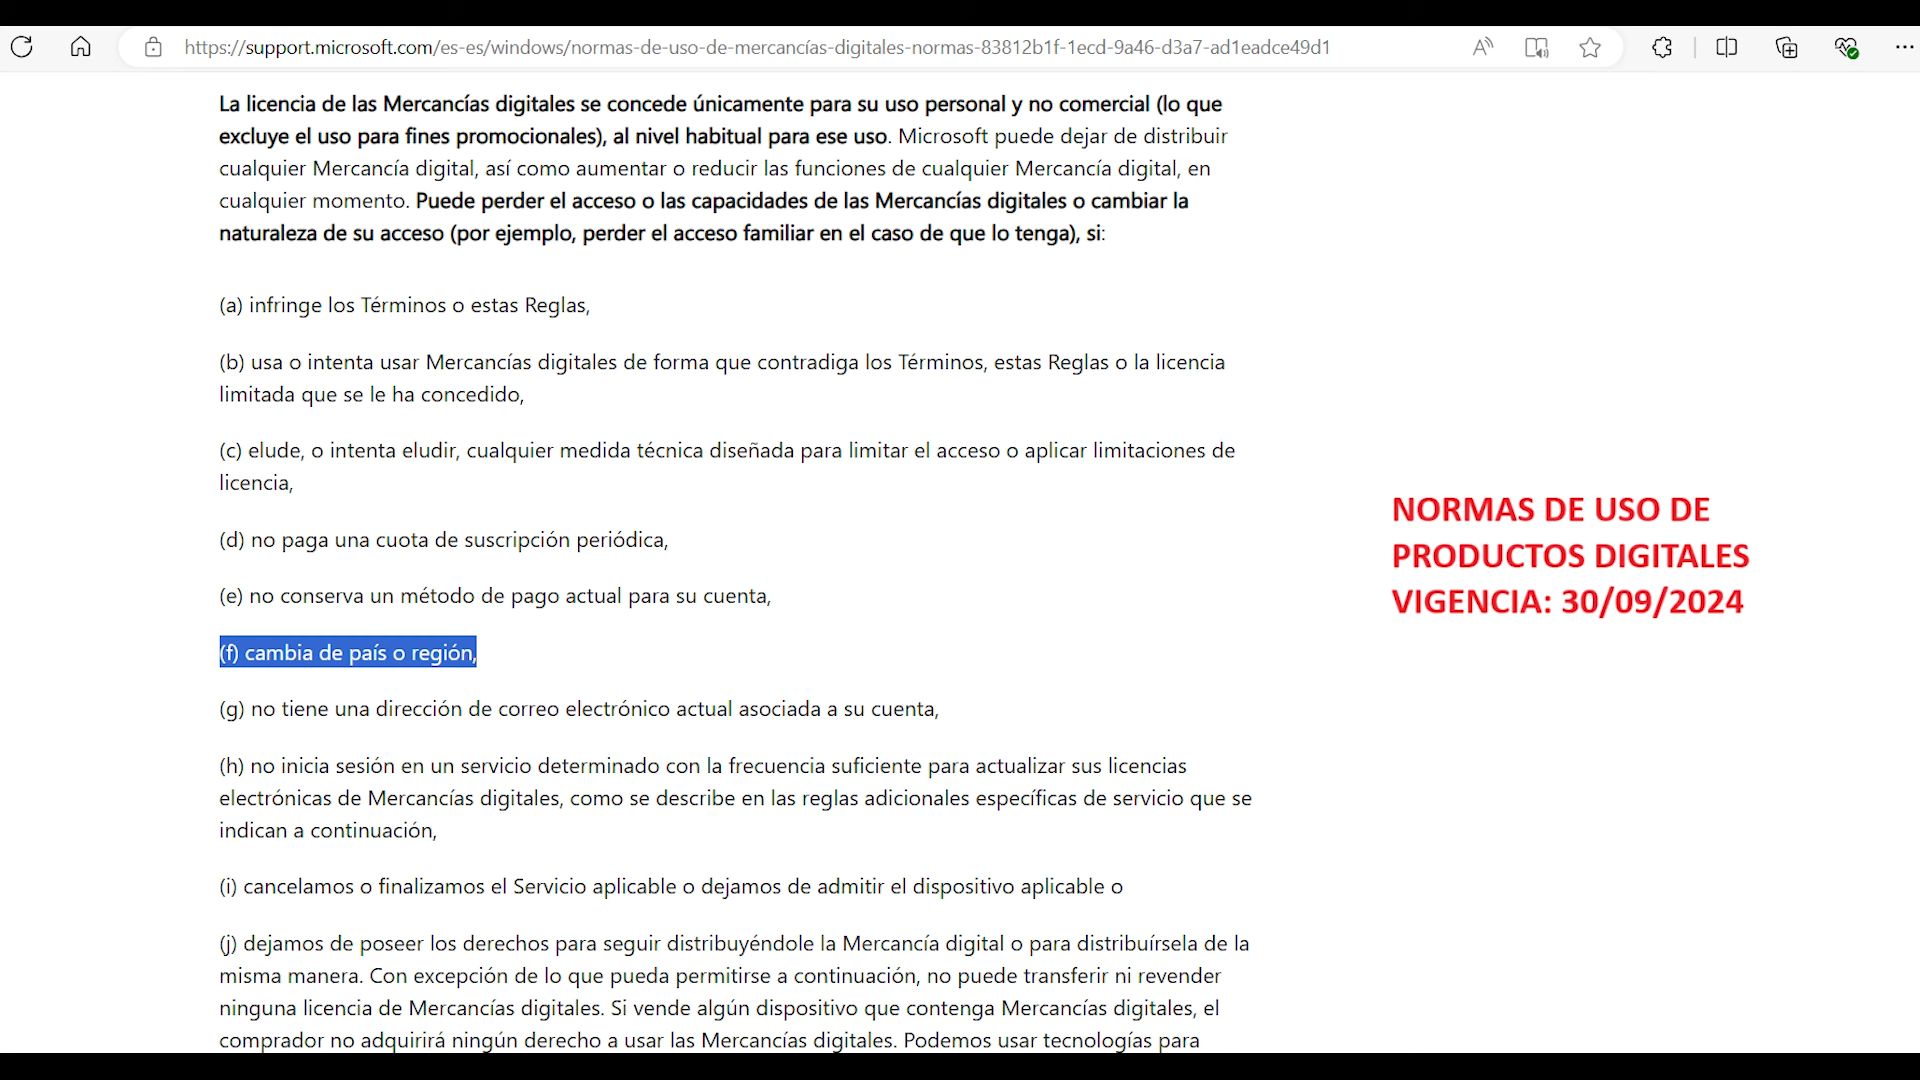 https://support.microsoft.com/es-es/windows/normas-de-uso-de-mercancías-digitales-normas-83812b1f-1ecd-9a46-d3a7-ad1eadce49d1
La licencia de las Mercancías digitales se concede únicamente para su uso personal y no comercial (lo que
excluye el uso para fines promocionales), al nivel habitual para ese uso. Microsoft puede dejar de distribuir
cualquier Mercancía digital, así como aumentar o reducir las funciones de cualquier Mercancía digital, en
cualquier momento. Puede perder el acceso o las capacidades de las Mercancías digitales o cambiar la
naturaleza de su acceso (por ejemplo, perder el acceso familiar en el caso de que lo tenga), si:
(a) infringe los Términos o estas Reglas,
(b) usa o intenta usar Mercancías digitales de forma que contradiga los Términos, estas Reglas o la licencia
limitada que se le ha concedido,
(c) elude, o intenta eludir, cualquier medida técnica diseñada para limitar el acceso o aplicar limitaciones de
licencia,
(d) no paga una cuota de suscripción periódica,
(e) no conserva un método de pago actual para su cuenta,
(f) cambia de país o región,
(g) no tiene una dirección de correo electrónico actual asociada a su cuenta,
(h) no inicia sesión en un servicio determinado con la frecuencia suficiente para actualizar sus licencias
electrónicas de Mercancías digitales, como se describe en las reglas adicionales específicas de servicio que se
indican a continuación,
(i) cancelamos o finalizamos el Servicio aplicable o dejamos de admitir el dispositivo aplicable o
(j) dejamos de poseer los derechos para seguir distribuyéndole la Mercancía digital o para distribuírsela de la
misma manera. Con excepción de lo que pueda permitirse a continuación, no puede transferir ni revender
ninguna licencia de Mercancías digitales. Si vende algún dispositivo que contenga Mercancías digitales, el
comprador no adquirirá ningún derecho a usar las Mercancías digitales. Podemos usar tecnologías para
NORMAS DE USO DE
PRODUCTOS DIGITALES
VIGENCIA: 30/09/2024